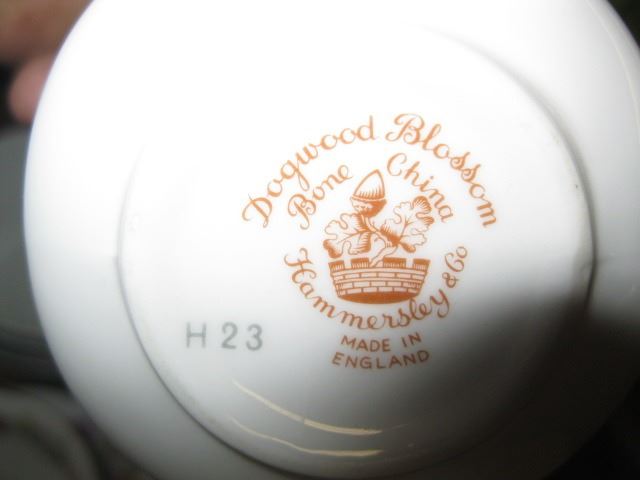 Dogwood Blossom
Bone China
Hammersley & Co
MADE IN
ENGLAND
H 23